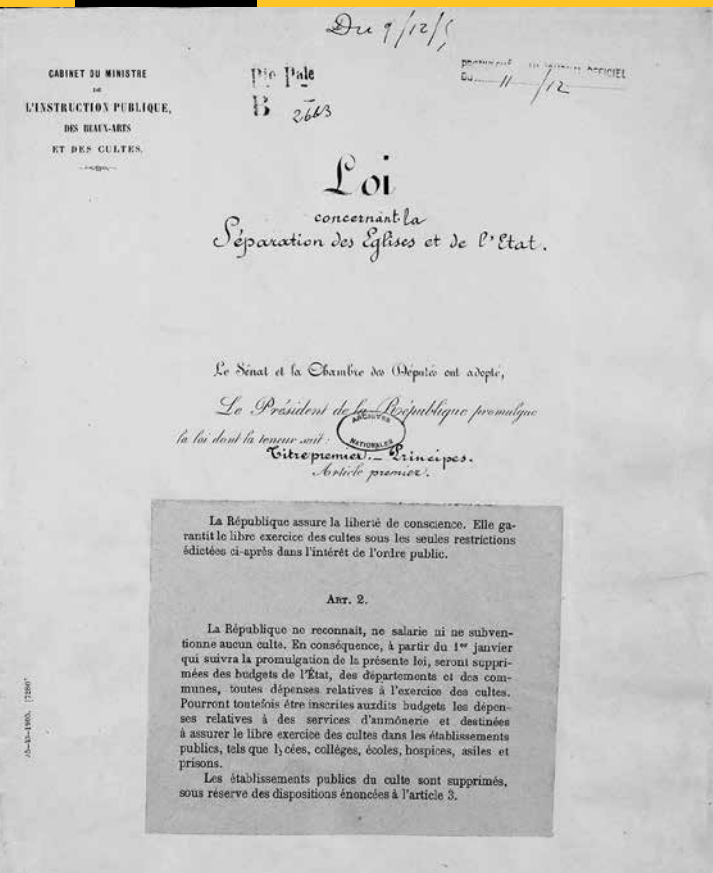 Du 9/12/5
CABINET DU MINISTRE
DE
L'INSTRUCTION PUBLIQUE,
DES BEAUX-ARTS
ET DES CULTES.
Pale
B 2663
OFFICIEL
DU 11/12
Loi
concernant la
Séparation des Eglises et de l'Etat.
Le Sénat et la Chambre des Députés ont adopté,
Le Président de la République promulgue
la loi dont la teneur suit :
ARCHIVES
NATIONALES
Titre premier. _ Principes.
Article premier.
La République assure la liberté de conscience. Elle ga-
rantit le libre exercice des cultes sous les seules restrictions
édictées ci-après dans l'intérêt de l'ordre public.
ART. 2.
La République ne reconnait, ne salarie ni ne subven-
tionne aucun culte. En conséquence, à partir du 1er janvier
qui suivra la promulgation de la présente loi, seront suppri-
mées des budgets de l'État, des départements et des com-
munes, toutes dépenses relatives à l'exercice des cultes.
Pourront toutefois être inscrites auxdits budgets les dépen-
ses relatives à des services d'aumônerie et destinées
à assurer le libre exercice des cultes dans les établissements
publics, tels que lycées, collèges, écoles, hospices, asiles et
prisons.
Les établissements publics du culte sont supprimés,
sous réserve des dispositions énoncées à l'article 3.